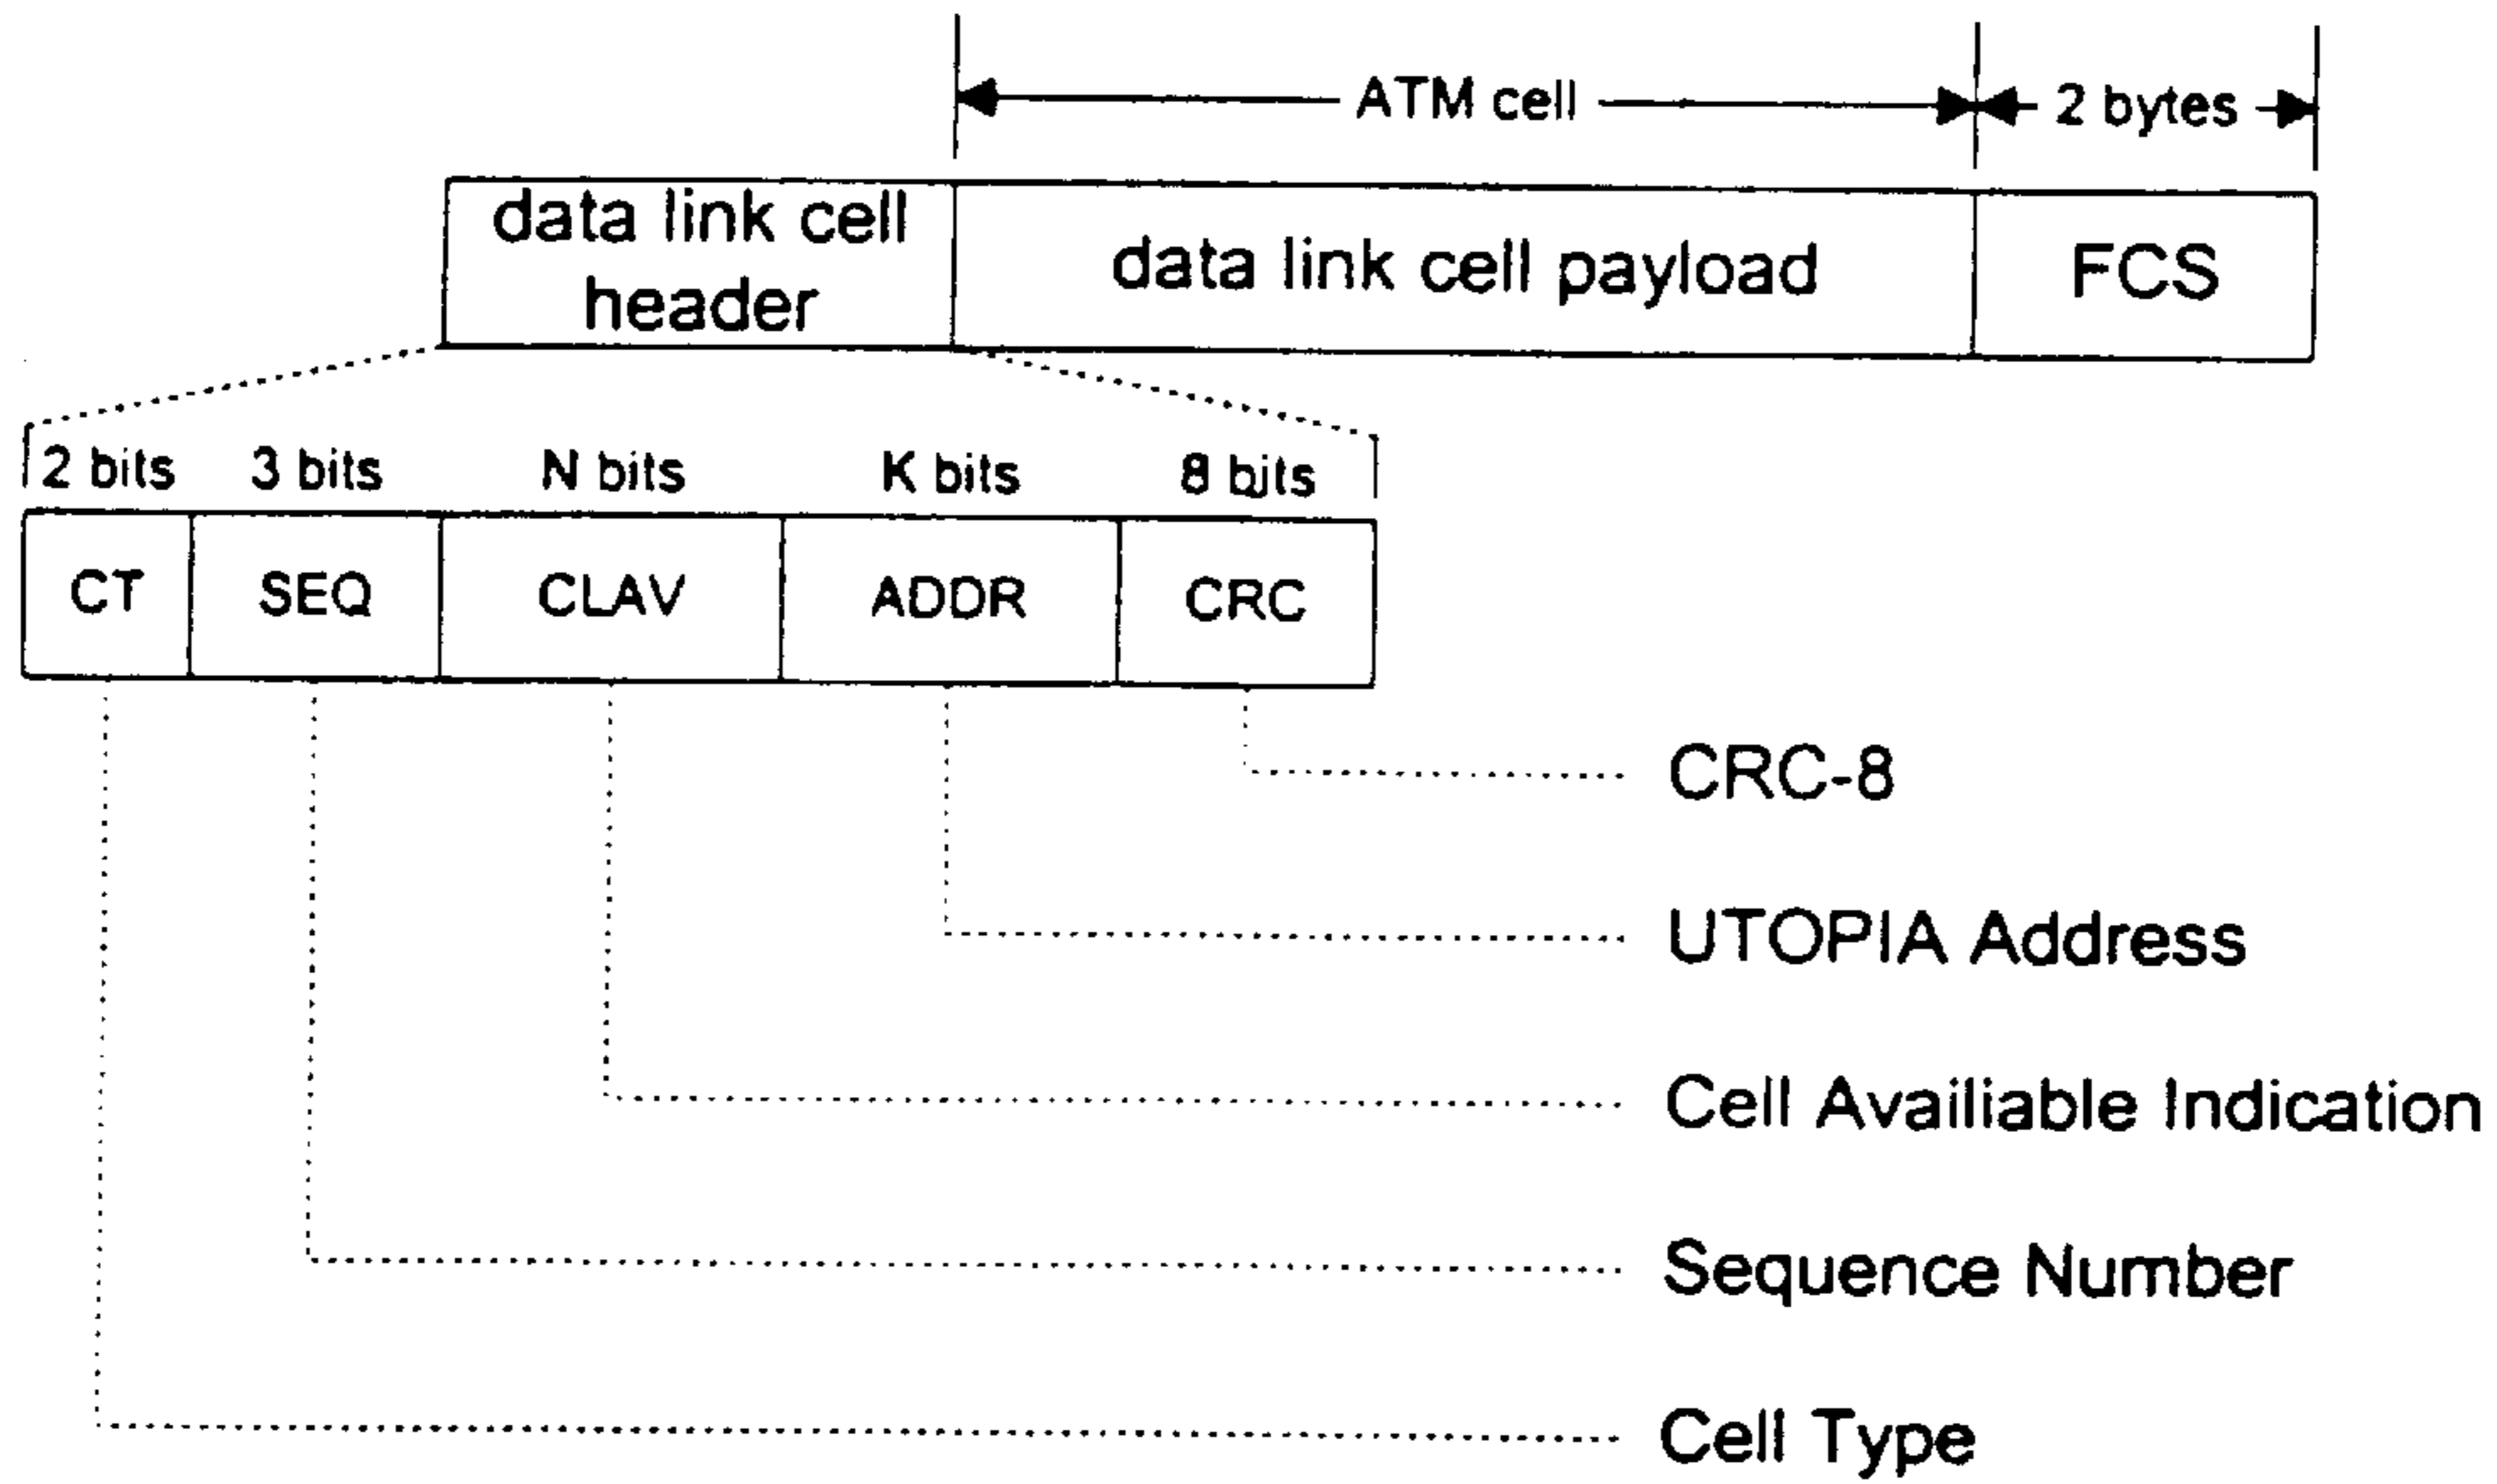 ATM cell
2 bytes
data link cell
header
data link cell payload
FCS
2 bits 3 bits N bits K bits 8 bits
CT SEQ CLAV ADDR CRC
CRC-8
UTOPIA Address
Cell Availiable Indication
Sequence Number
Cell Type